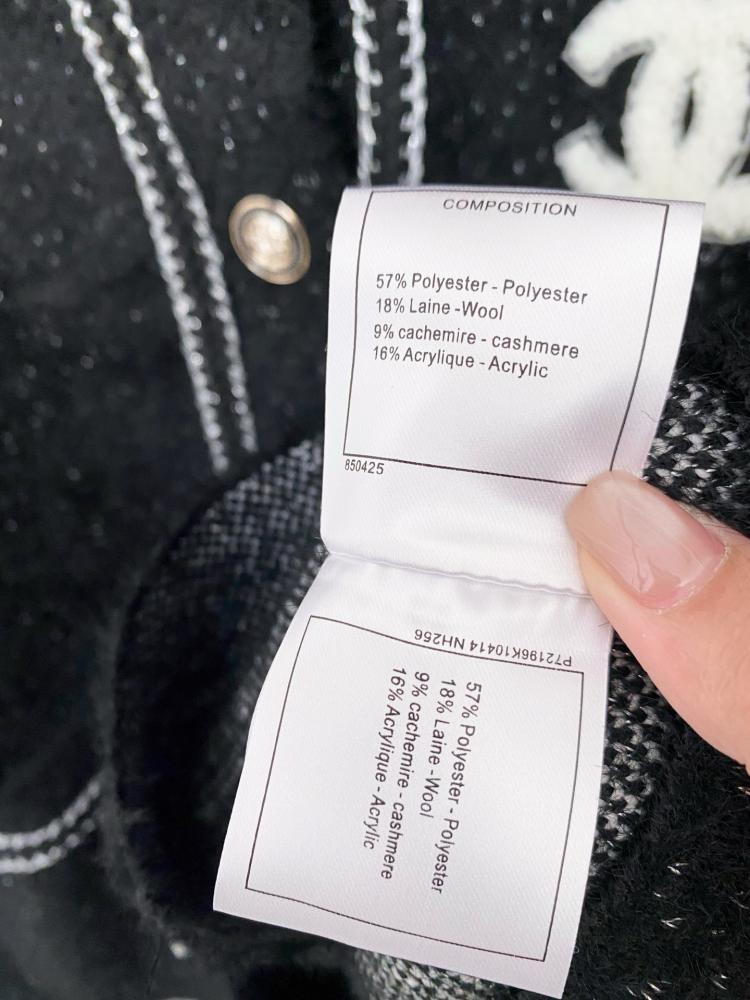 COMPOSITION
57% Polyester - Polyester
18% Laine -Wool
9% cachemire - cashmere
16% Acrylique - Acrylic
850425
P72196K10414 NH256
57% Polyester - Polyester
18% Laine -Wool
9% cachemire - cashmere
16% Acrylique - Acrylic